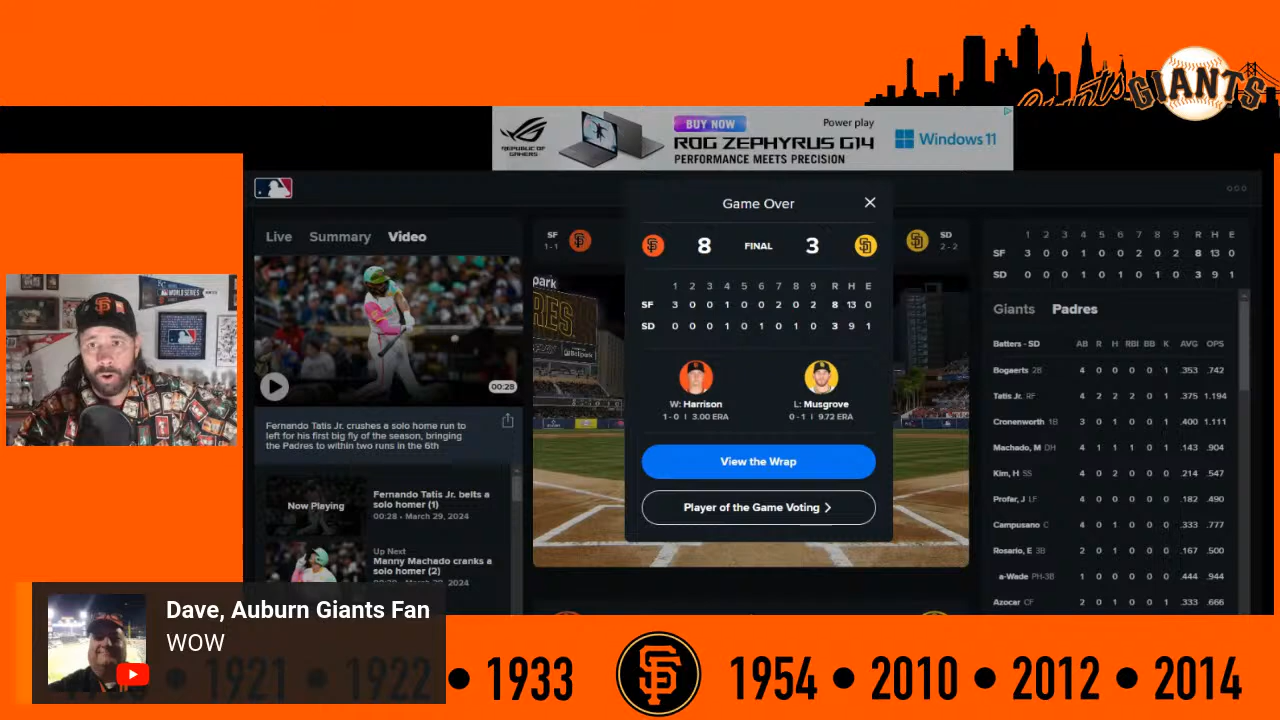 Giants GIANTS
REPUBLIC OF GAMERS
BUY NOW
ROG ZEPHYRUS G14
PERFORMANCE MEETS PRECISION
Power play
Windows 11
Live Summary Video
00:28
Fernando Tatis Jr. crushes a solo home run to
left for his first big fly of the season, bringing
the Padres to within two runs in the 6th
Now Playing
Fernando Tatis Jr. belts a
solo homer (1)
00:28 • March 29, 2024
Up Next
Manny Machado cranks a
solo homer (2)
SF
1-1
SD
2-2
park
Game Over
8 FINAL 3
1 2 3 4 5 6 7 8 9 R H E
SF 3 0 0 1 0 0 2 0 2 8 13 0
SD 0 0 0 1 0 1 0 1 0 3 9 1
W: Harrison
1-0 | 3.00 ERA
L: Musgrove
0-1 | 9.72 ERA
View the Wrap
Player of the Game Voting
1 2 3 4 5 6 7 8 9 R H E
SF 3 0 0 1 0 0 2 0 2 8 13 0
SD 0 0 0 1 0 1 0 1 0 3 9 1
Giants Padres
Batters - SD AB R H RBI BB K AVG OPS
Bogaerts 2B 4 0 0 0 0 1 .353 .742
Tatis Jr. RF 4 2 2 2 0 1 .375 1.194
Cronenworth 1B 3 0 1 0 0 1 .400 1.111
Machado, M DH 4 1 1 1 0 1 .143 .904
Kim, H SS 4 0 2 0 0 0 .214 .547
Profar, J LF 4 0 0 0 0 0 .182 .490
Campusano C 4 0 1 0 0 0 .333 .777
Rosario, E 3B 2 0 1 0 0 0 .167 .500
a-Wade PH-3B 1 0 0 0 0 0 .444 .944
Azocar CF 2 0 1 0 0 1 .333 .666
Dave, Auburn Giants Fan
WOW
1921 • 1922 • 1933 SF 1954 • 2010 • 2012 • 2014